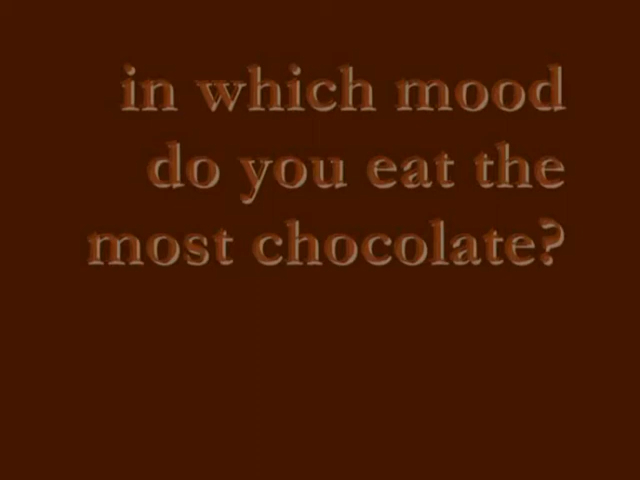 in which mood
do you eat the
most chocolate?